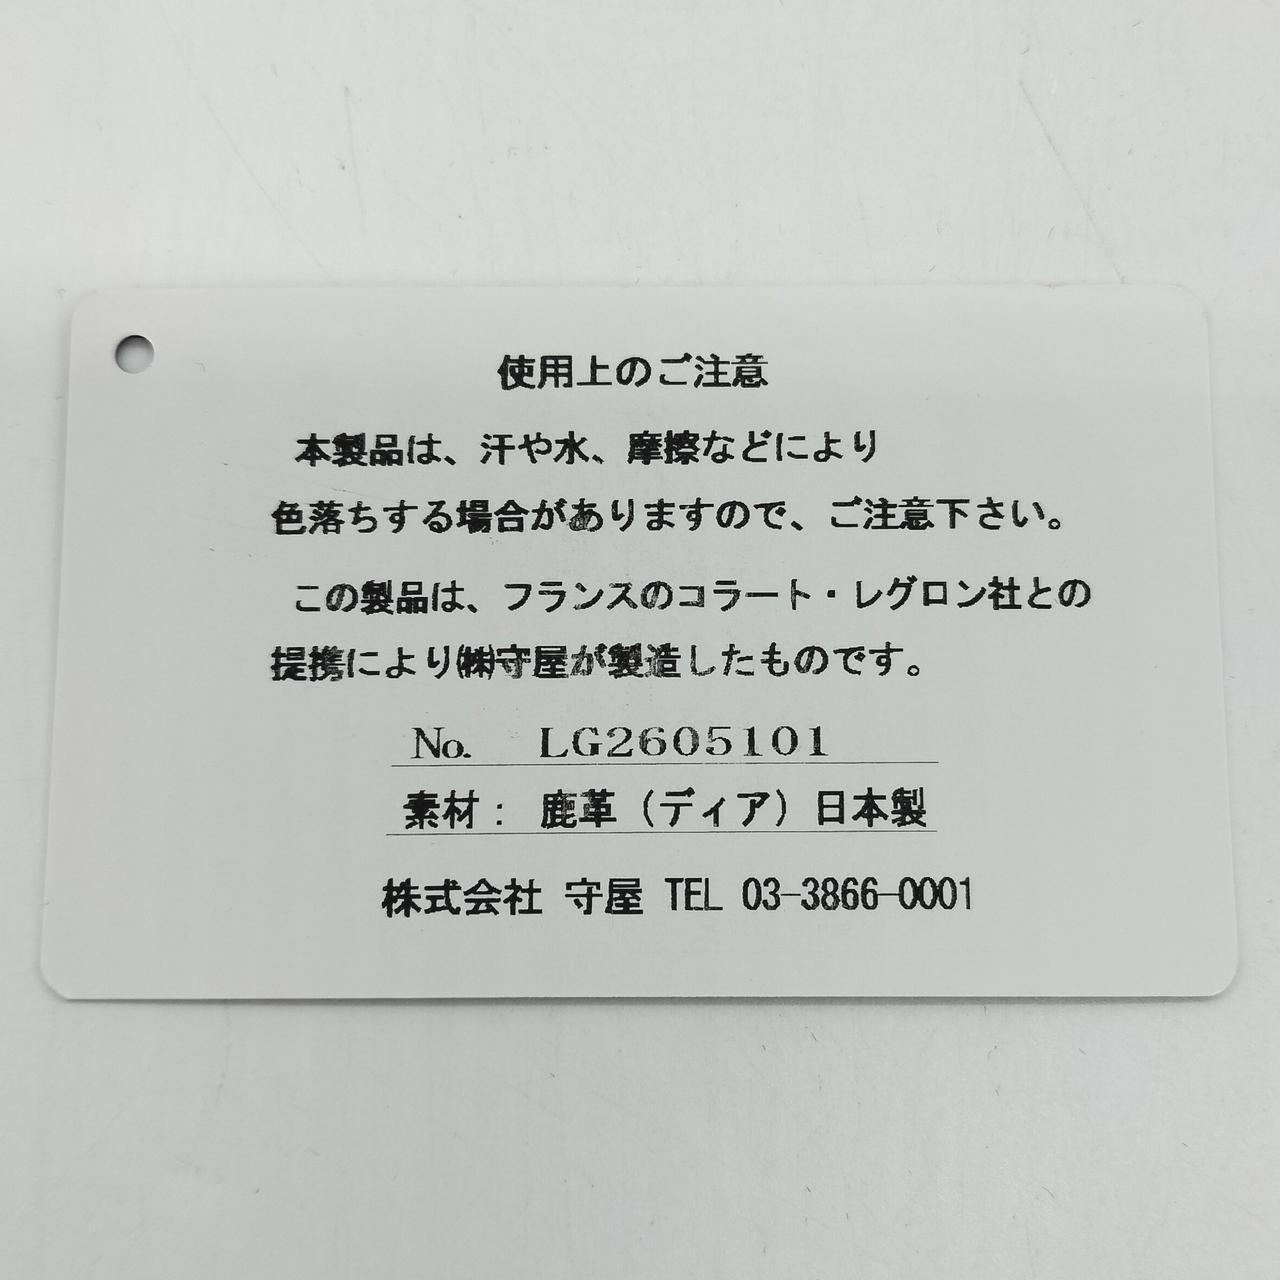 使用上のご注意
本製品は、汗や水、摩擦などにより
色落ちする場合がありますので、ご注意下さい。
この製品は、フランスのコラート・レグロン社との
提携により㈱守屋が製造したものです。
No. LG2605101
素材： 鹿革（ディア）日本製
株式会社 守屋 TEL 03-3866-0001